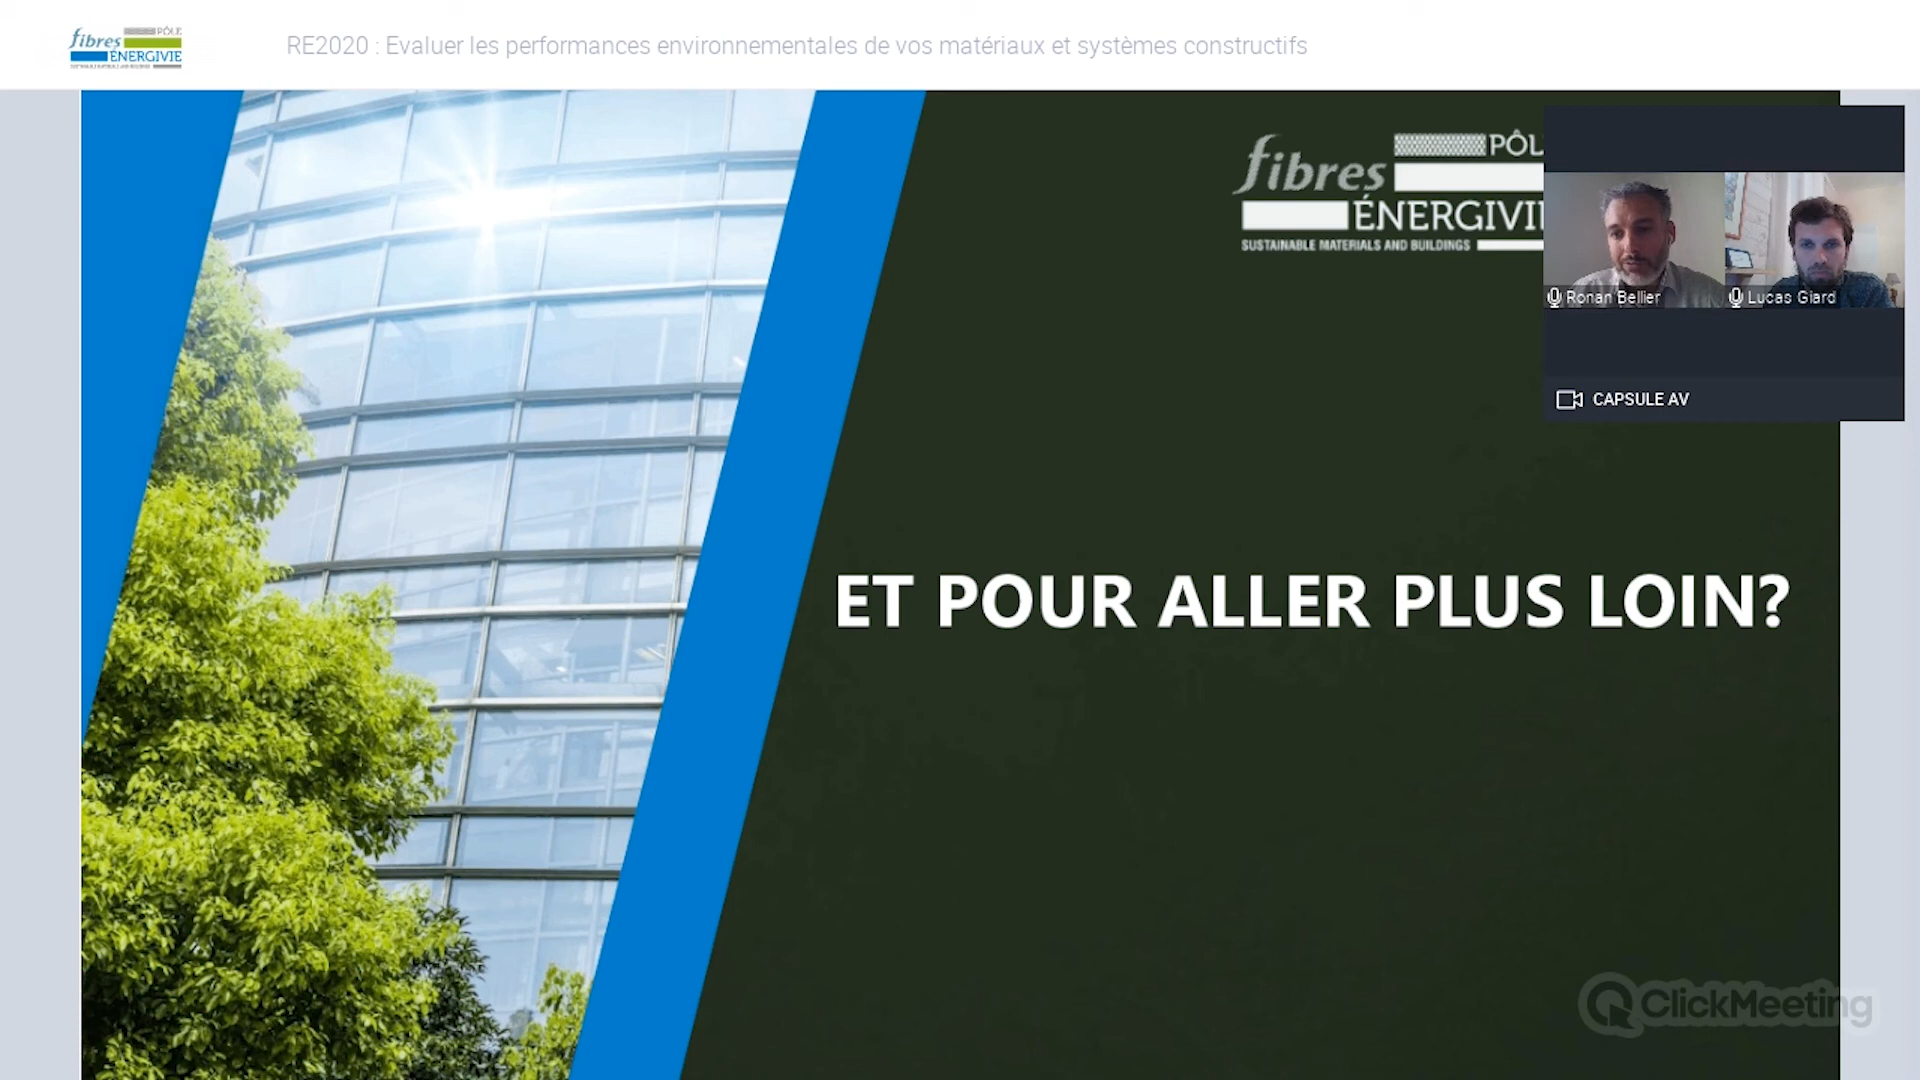 fibres PÔLE
ÉNERGIVIE
RE2020 : Evaluer les performances environnementales de vos matériaux et systèmes constructifs
fibres PÔL
ÉNERGIVI
SUSTAINABLE MATERIALS AND BUILDINGS
Ronan Bellier
Lucas Giard
CAPSULE AV
ET POUR ALLER PLUS LOIN?
ClickMeeting